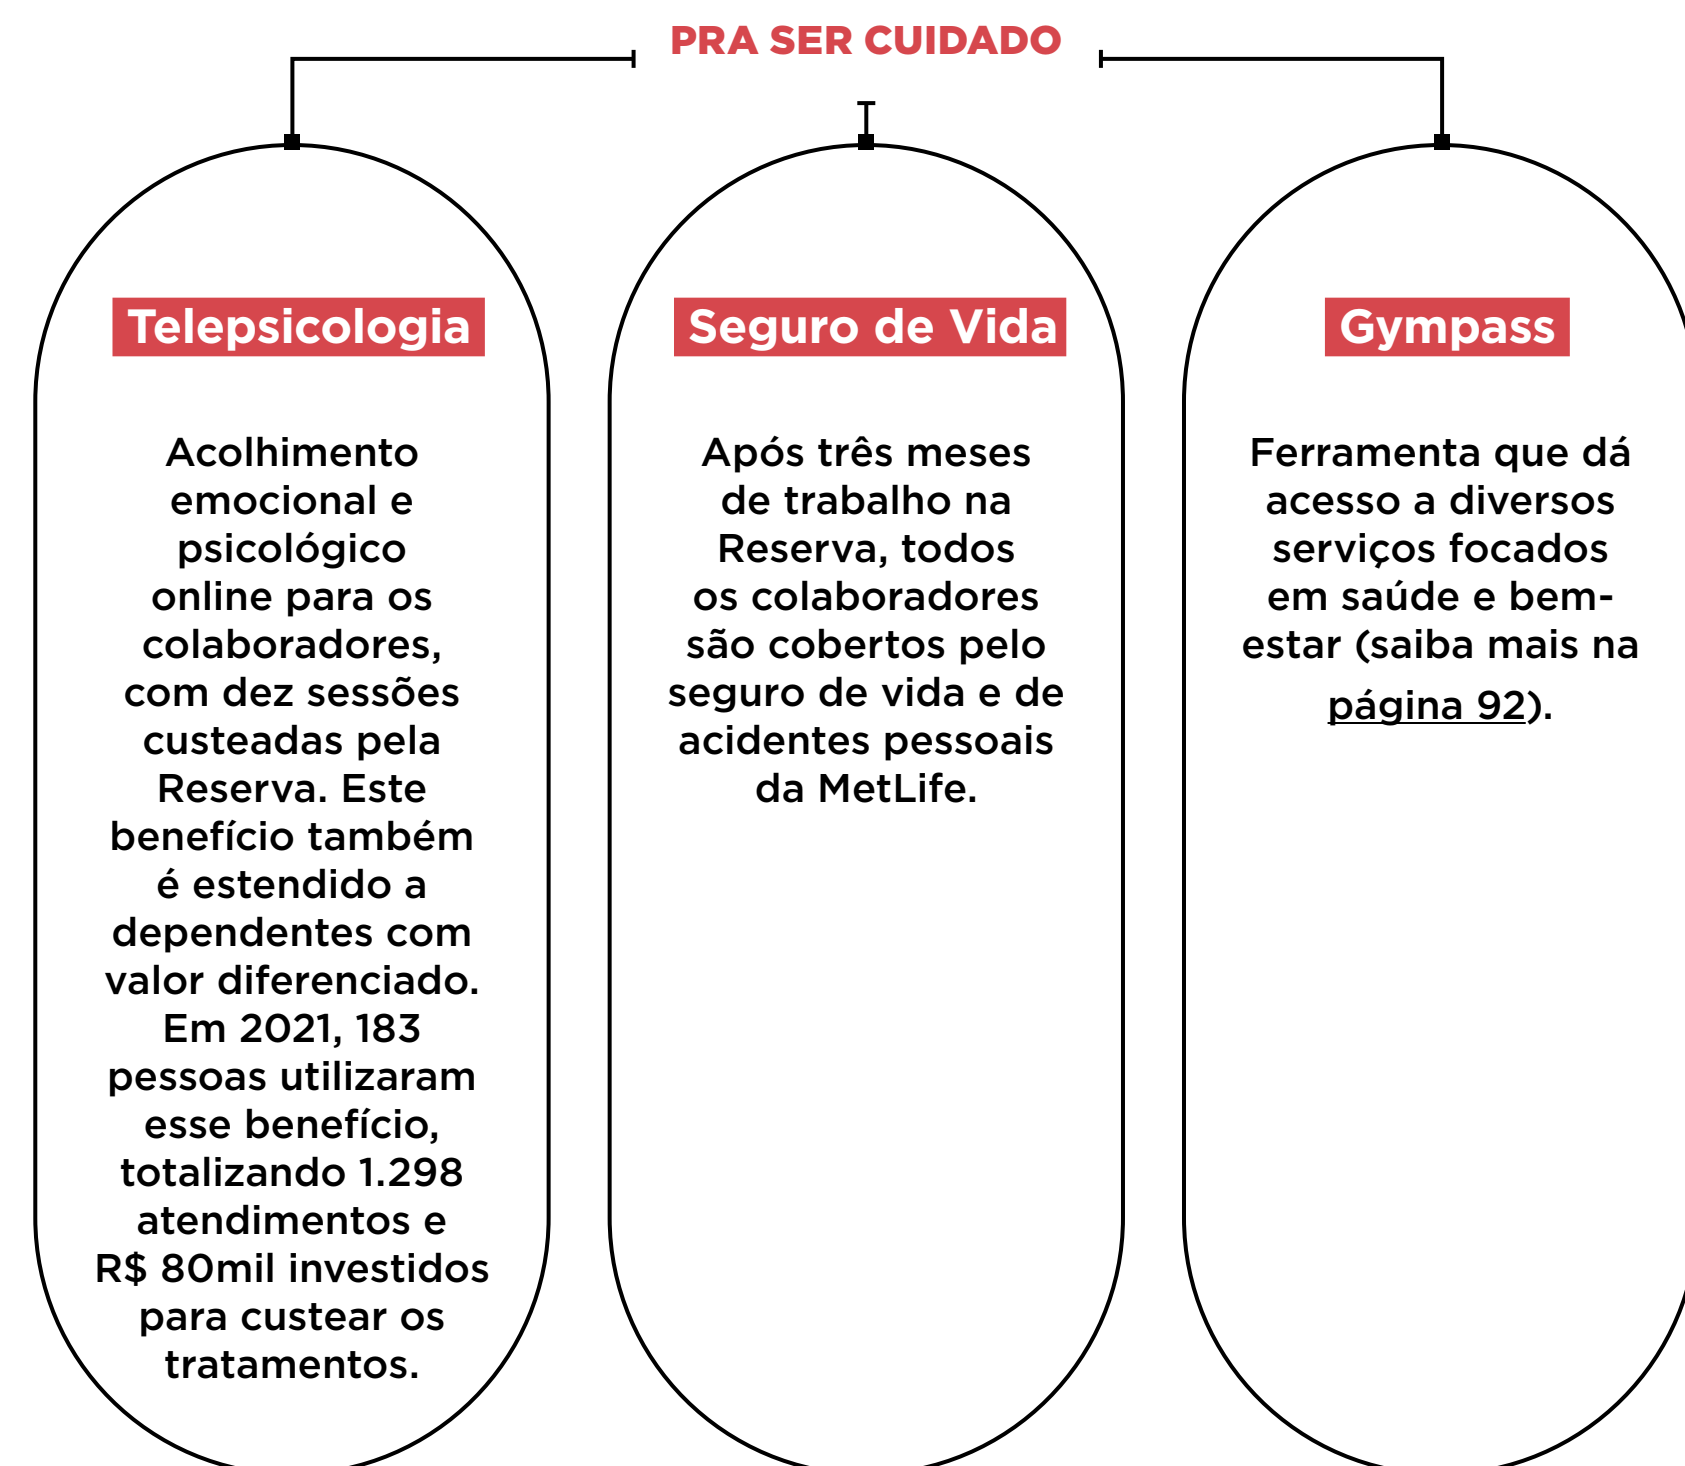 PRA SER CUIDADO
Telepsicologia
Acolhimento
emocional e
psicológico
online para os
colaboradores,
com dez sessões
custeadas pela
Reserva. Este
benefício também
é estendido a
dependentes com
valor diferenciado.
Em 2021, 183
pessoas utilizaram
esse benefício,
totalizando 1.298
atendimentos e
R$ 80mil investidos
para custear os
tratamentos.
Seguro de Vida
Após três meses
de trabalho na
Reserva, todos
os colaboradores
são cobertos pelo
seguro de vida e de
acidentes pessoais
da MetLife.
Gympass
Ferramenta que dá
acesso a diversos
serviços focados
em saúde e bem-
estar (saiba mais na
página 92).